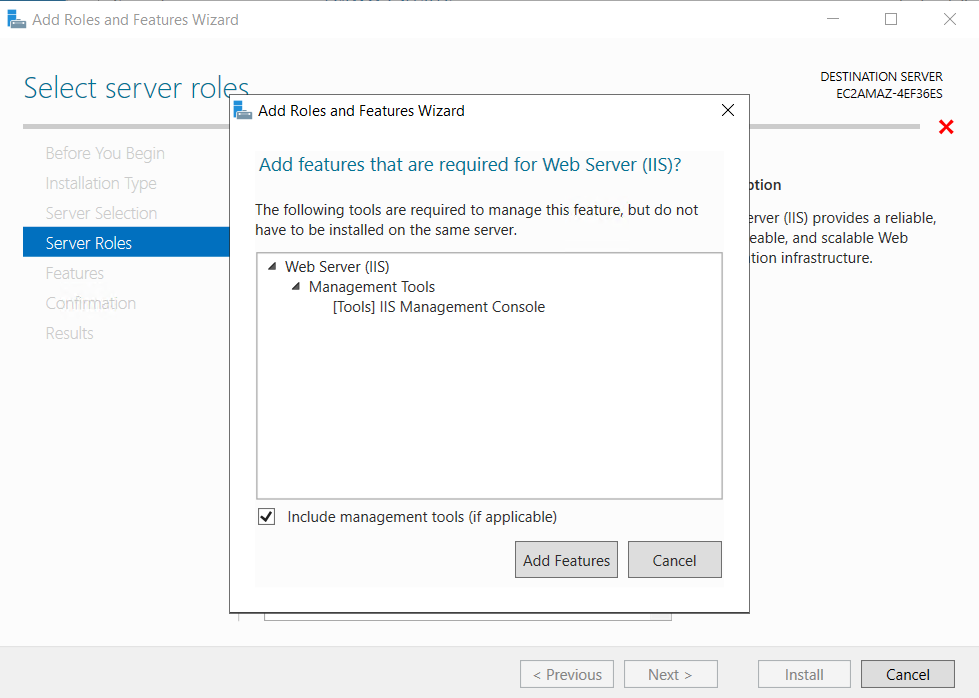 Add Roles and Features Wizard
Select server roles
DESTINATION SERVER
EC2AMAZ-4EF36ES
Before You Begin
Installation Type
Server Selection
Server Roles
Features
Confirmation
Results
Add Roles and Features Wizard
Add features that are required for Web Server (IIS)?
The following tools are required to manage this feature, but do not
have to be installed on the same server.
Web Server (IIS)
Management Tools
[Tools] IIS Management Console
Include management tools (if applicable)
Add Features
Cancel
(IIS) provides a reliable,
and scalable Web
infrastructure.
< Previous
Next >
Install
Cancel